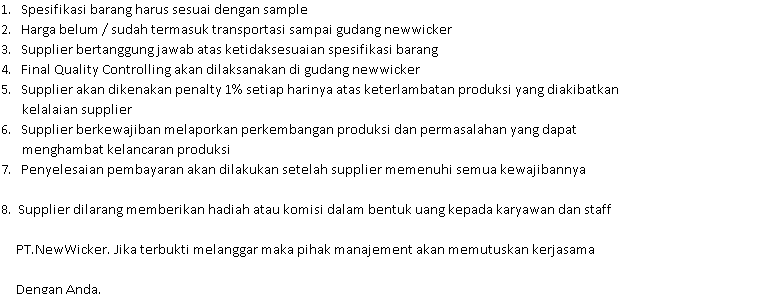 1. Spesifikasi barang harus sesuai dengan sample
2. Harga belum / sudah termasuk transportasi sampai gudang newwicker
3. Supplier bertanggung jawab atas ketidaksesuaian spesifikasi barang
4. Final Quality Controlling akan dilaksanakan di gudang newwicker
5. Supplier akan dikenakan penalty 1% setiap harinya atas keterlambatan produksi yang diakibatkan
kelalaian supplier
6. Supplier berkewajiban melaporkan perkembangan produksi dan permasalahan yang dapat
menghambat kelancaran produksi
7. Penyelesaian pembayaran akan dilakukan setelah supplier memenuhi semua kewajibannya
8. Supplier dilarang memberikan hadiah atau komisi dalam bentuk uang kepada karyawan dan staff
PT.NewWicker. Jika terbukti melanggar maka pihak manajement akan memutuskan kerjasama
Dengan Anda.